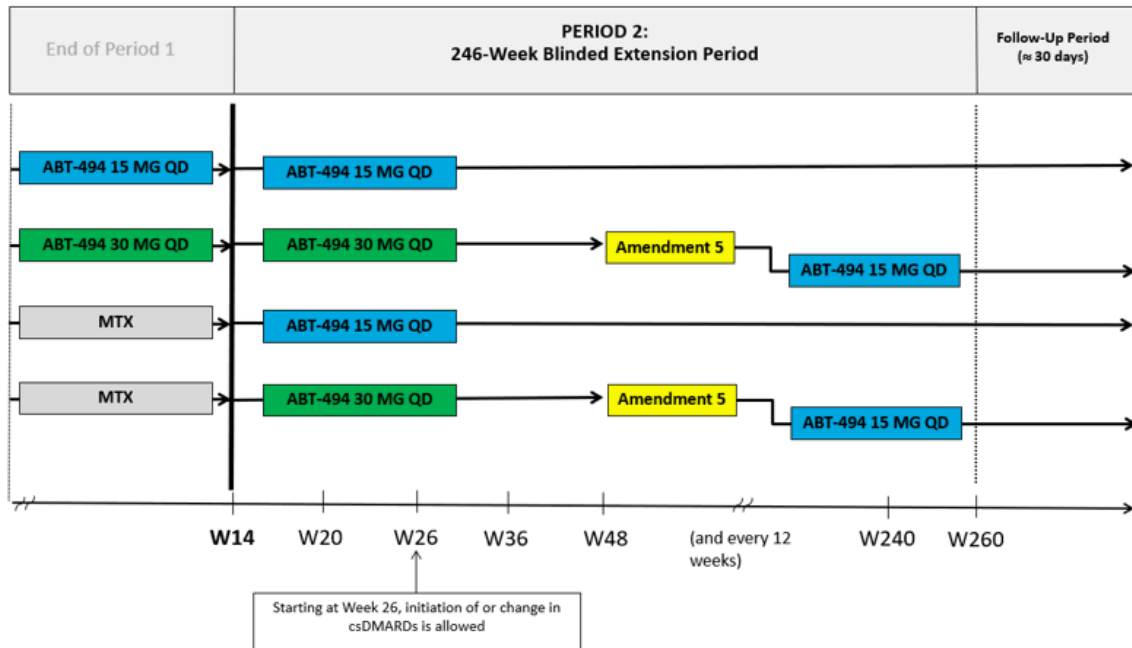 End of Period 1
PERIOD 2:
246-Week Blinded Extension Period
Follow-Up Period
(≈ 30 days)
ABT-494 15 MG QD
ABT-494 15 MG QD
ABT-494 30 MG QD
ABT-494 30 MG QD
Amendment 5
ABT-494 15 MG QD
MTX
ABT-494 15 MG QD
MTX
ABT-494 30 MG QD
Amendment 5
ABT-494 15 MG QD
W14
W20
W26
W36
W48
(and every 12
weeks)
W240
W260
Starting at Week 26, initiation of or change in
csDMARDs is allowed